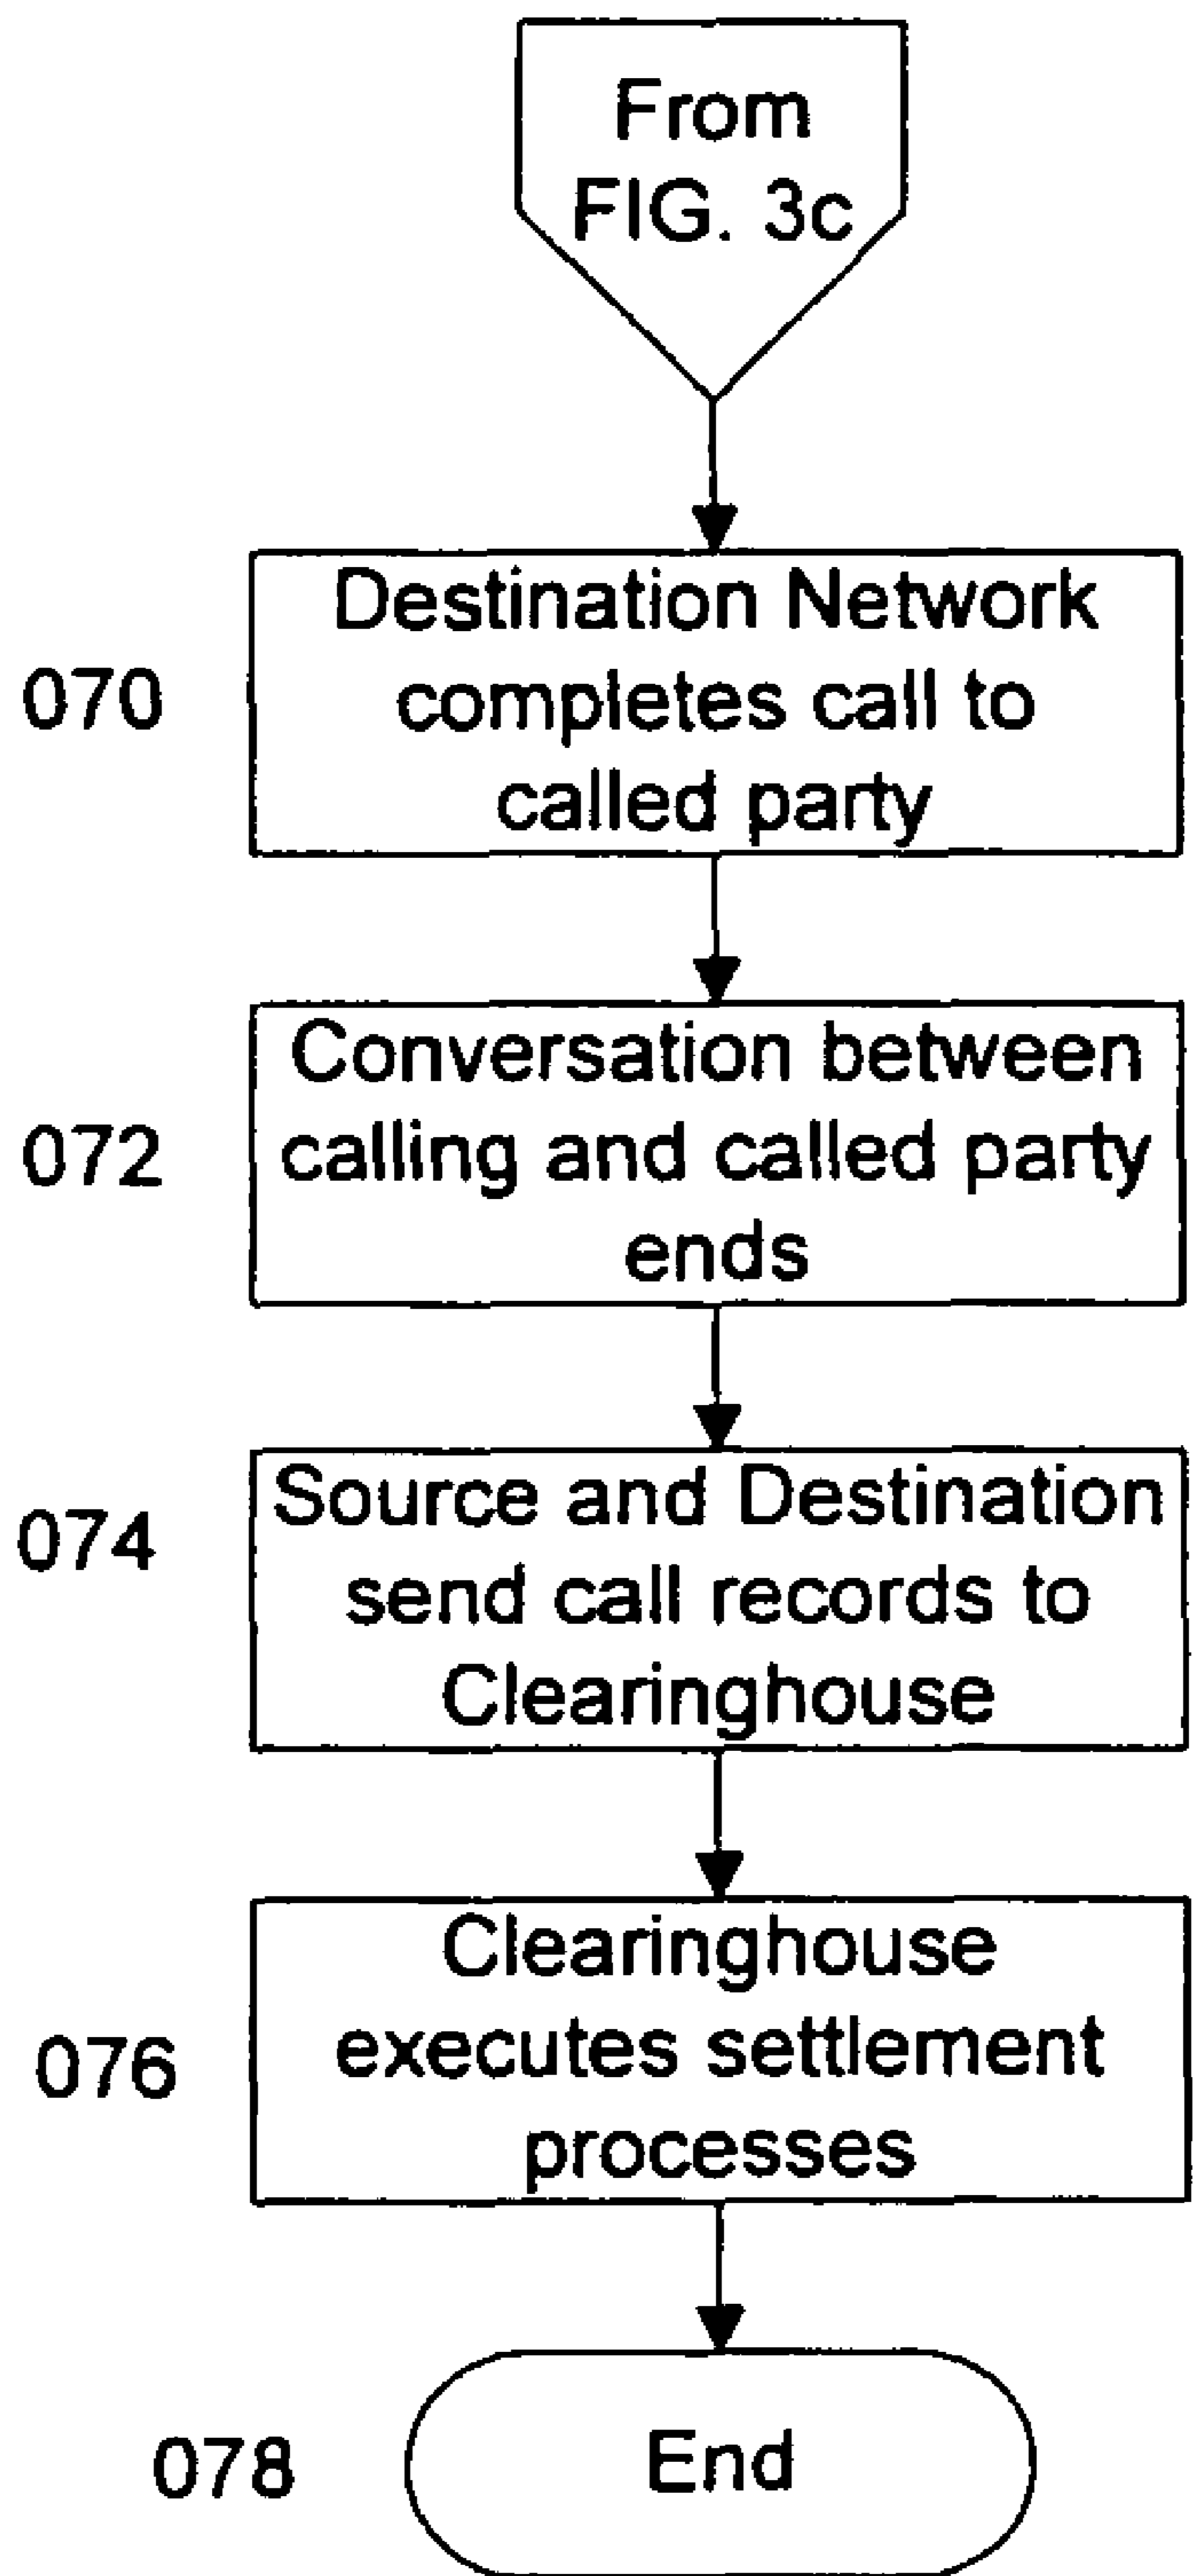 From
FIG. 3c
070
Destination Network
completes call to
called party
072
Conversation between
calling and called party
ends
074
Source and Destination
send call records to
Clearinghouse
076
Clearinghouse
executes settlement
processes
078
End